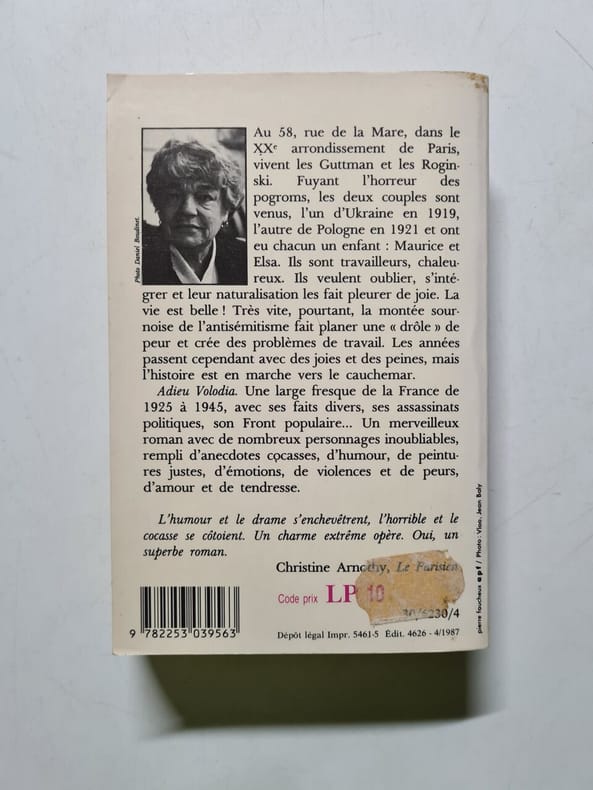 Au 58, rue de la Mare, dans le
XXe arrondissement de Paris,
vivent les Guttman et les Rogin-
ski. Fuyant l'horreur des
pogroms, les deux couples sont
venus, l'un d'Ukraine en 1919,
l'autre de Pologne en 1921 et ont
eu chacun un enfant : Maurice et
Elsa. Ils sont travailleurs, chaleu-
reux. Ils veulent oublier, s'inté-
grer et leur naturalisation les fait pleurer de joie. La
vie est belle ! Très vite, pourtant, la montée sour-
noise de l'antisémitisme fait planer une « drôle » de
peur et crée des problèmes de travail. Les années
passent cependant avec des joies et des peines, mais
l'histoire est en marche vers le cauchemar.
Adieu Volodia. Une large fresque de la France de
1925 à 1945, avec ses faits divers, ses assassinats
politiques, son Front populaire... Un merveilleux
roman avec de nombreux personnages inoubliables,
rempli d'anecdotes cocasses, d'humour, de peintu-
res justes, d'émotions, de violences et de peurs,
d'amour et de tendresse.
Photo Daniel Boudinet.
L'humour et le drame s'enchevêtrent, l'horrible et le
cocasse se côtoient. Un charme extrême opère. Oui, un
superbe roman.
Christine Arnothy, Le Parisien
Code prix LP 10
30/6230/4
9 782253 039563
Dépôt légal Impr. 5461-5 Édit. 4626 - 4/1987
pierre faucheux apf / Photo : Vloo, Jean Baly